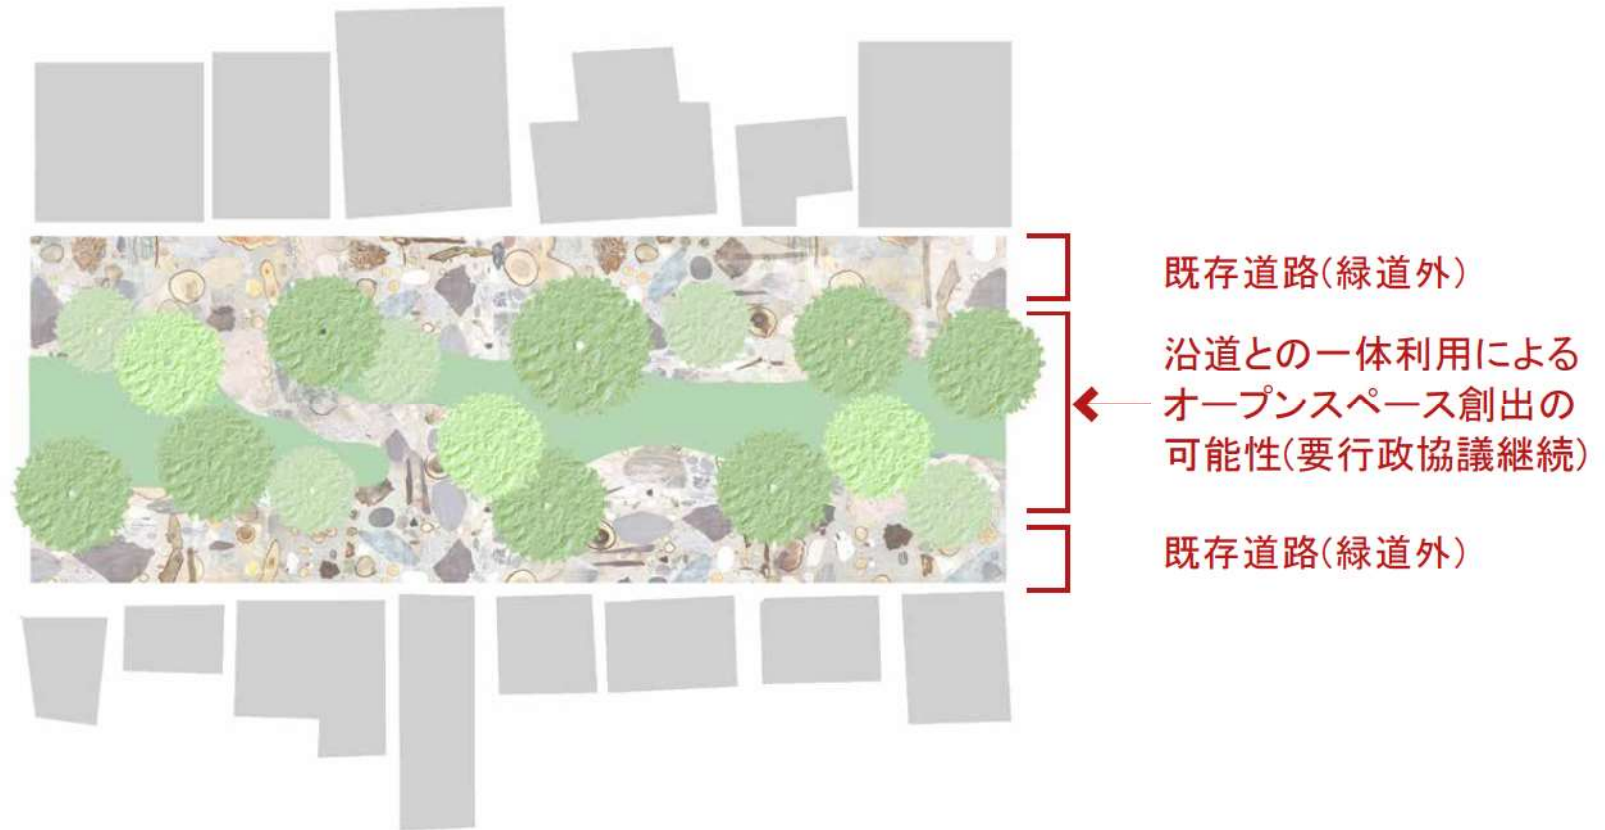 既存道路(緑道外)
沿道との一体利用による
オープンスペース創出の
可能性(要行政協議継続)
既存道路(緑道外)